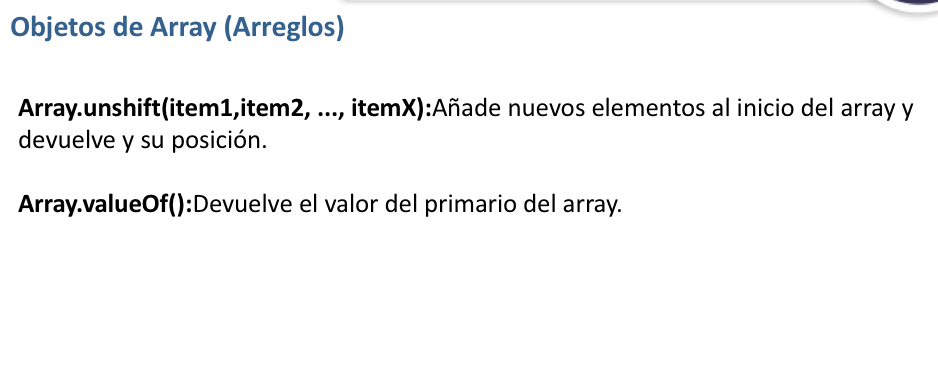 Objetos de Array (Arreglos)
Array.unshift(item1,item2, ..., itemX):Añade nuevos elementos al inicio del array y
devuelve y su posición.
Array.valueOf():Devuelve el valor del primario del array.